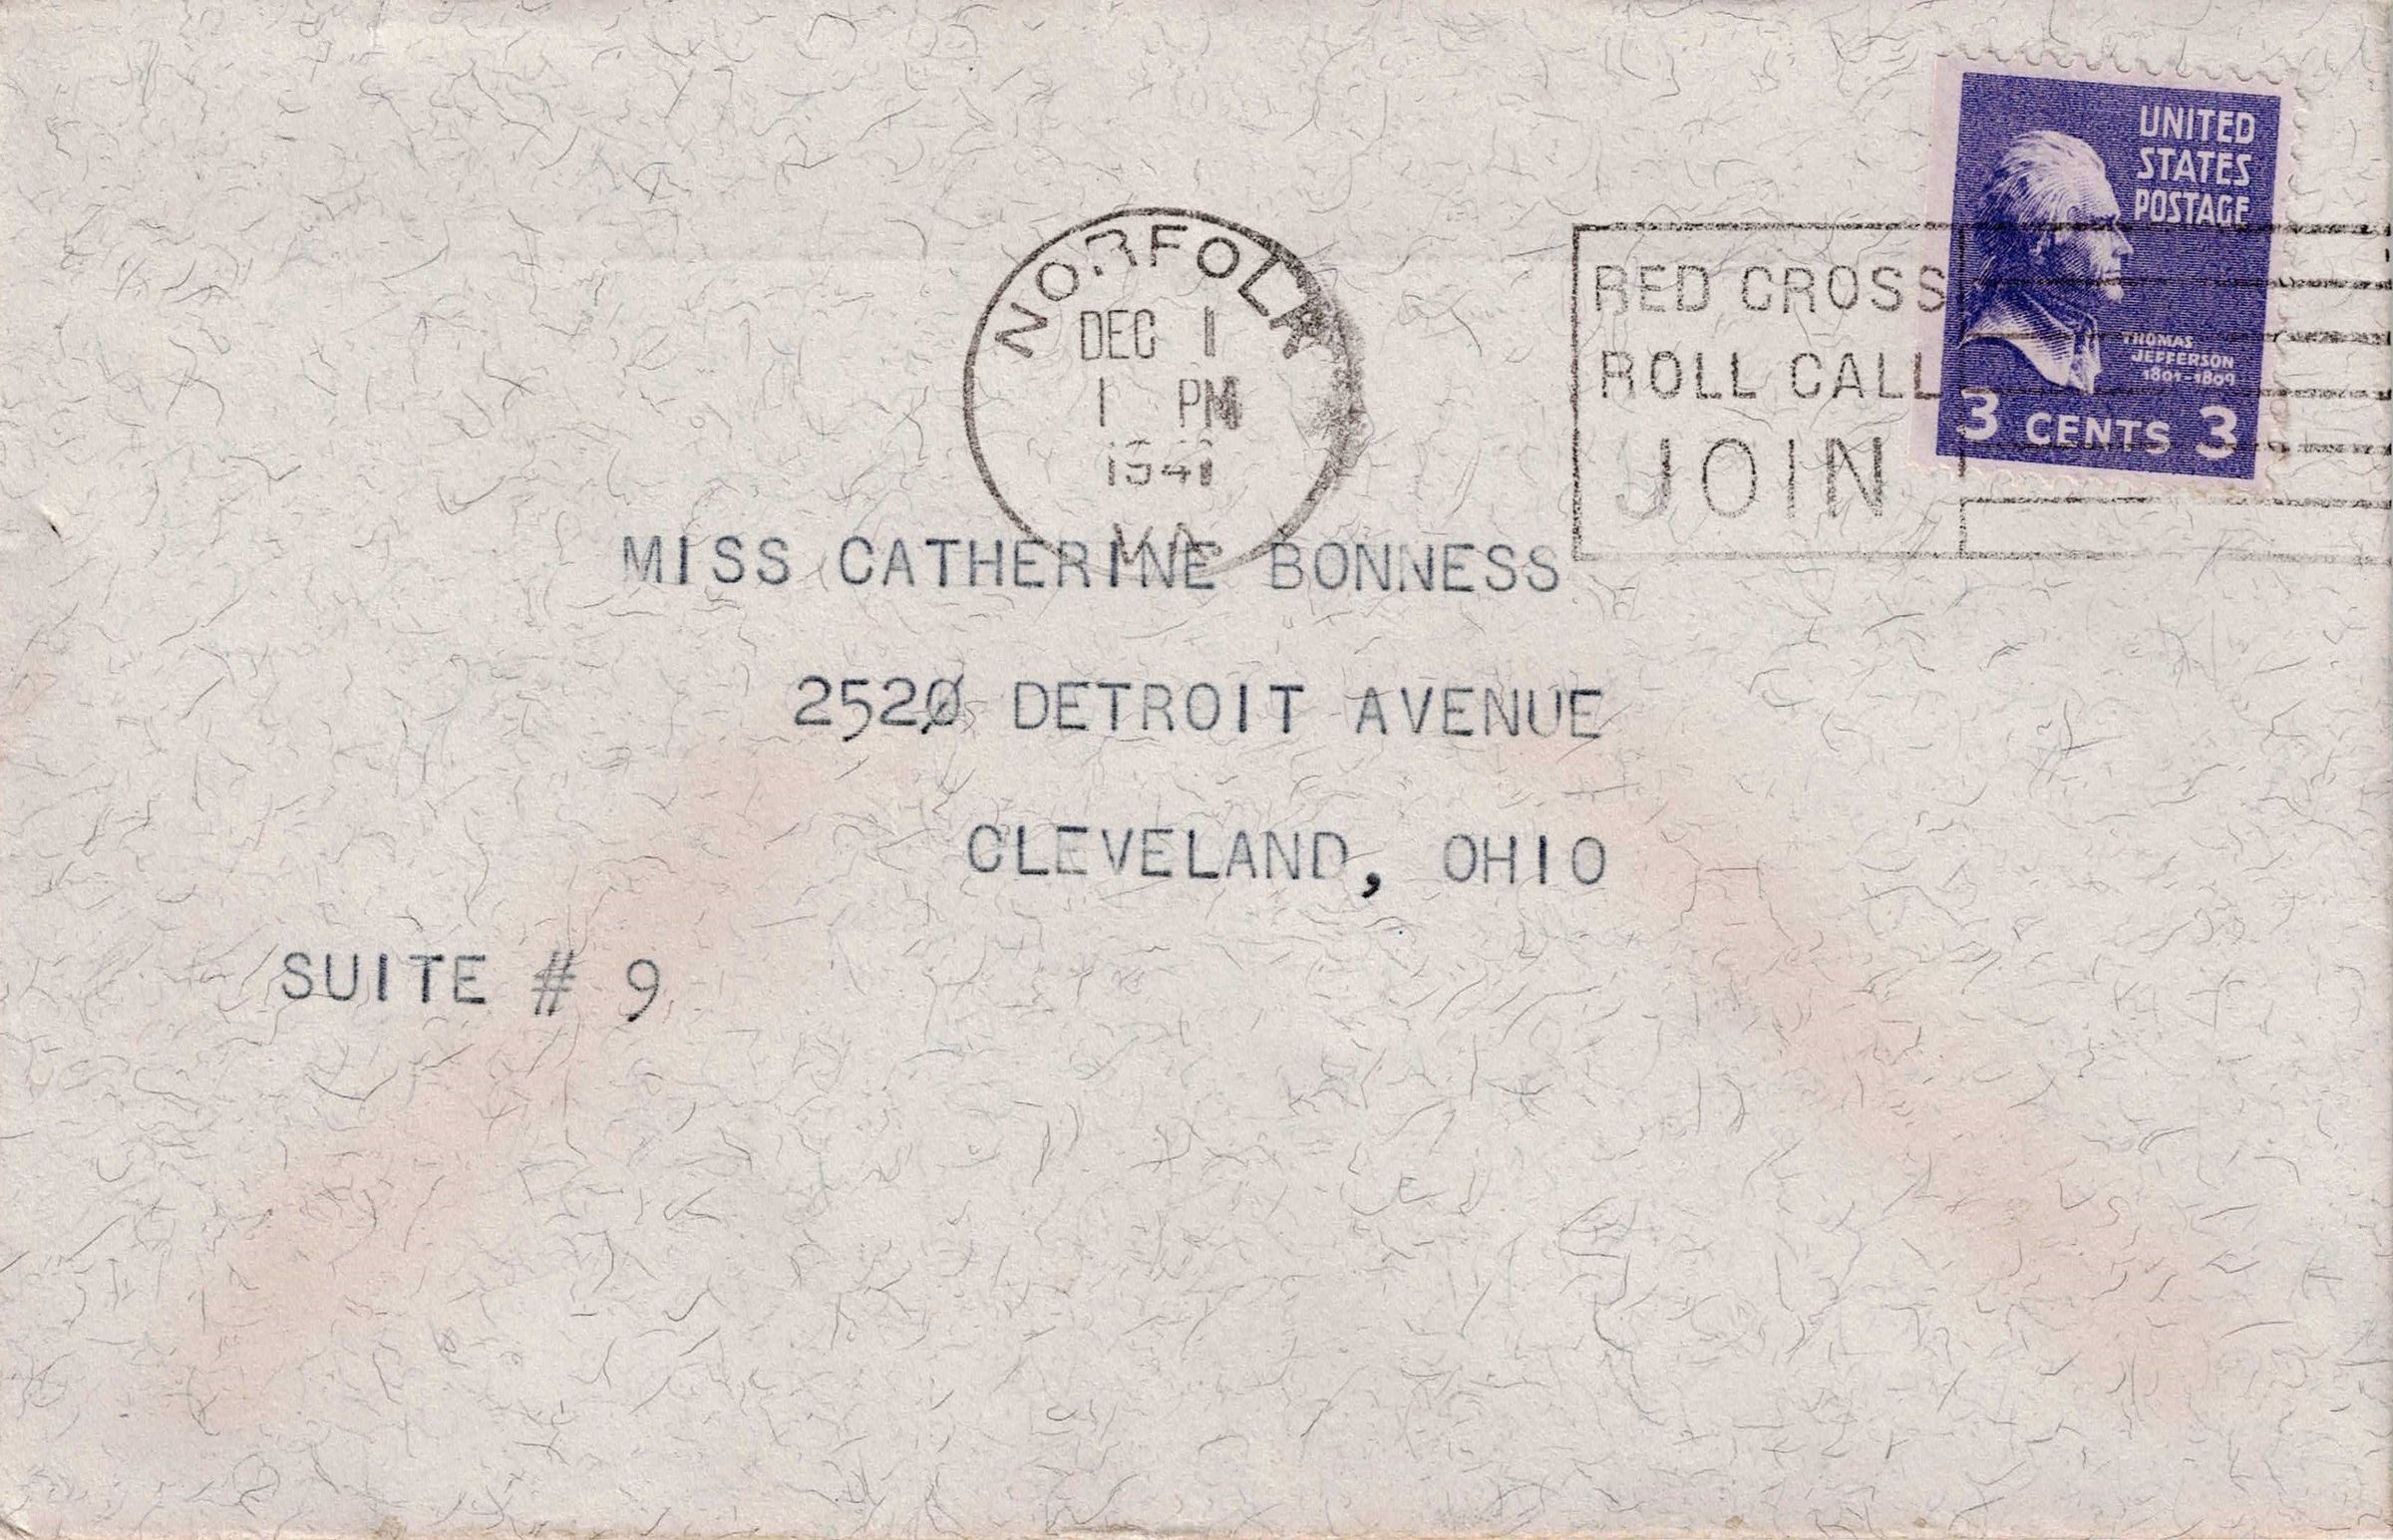 NORFOLK
DEC 1
1 PM
1941
VA.
RED CROSS
ROLL CALL
JOIN
UNITED
STATES
POSTAGE
THOMAS
JEFFERSON
1801-1809
3 CENTS 3
MISS CATHERINE BONNESS
2520 DETROIT AVENUE
CLEVELAND, OHIO
SUITE # 9